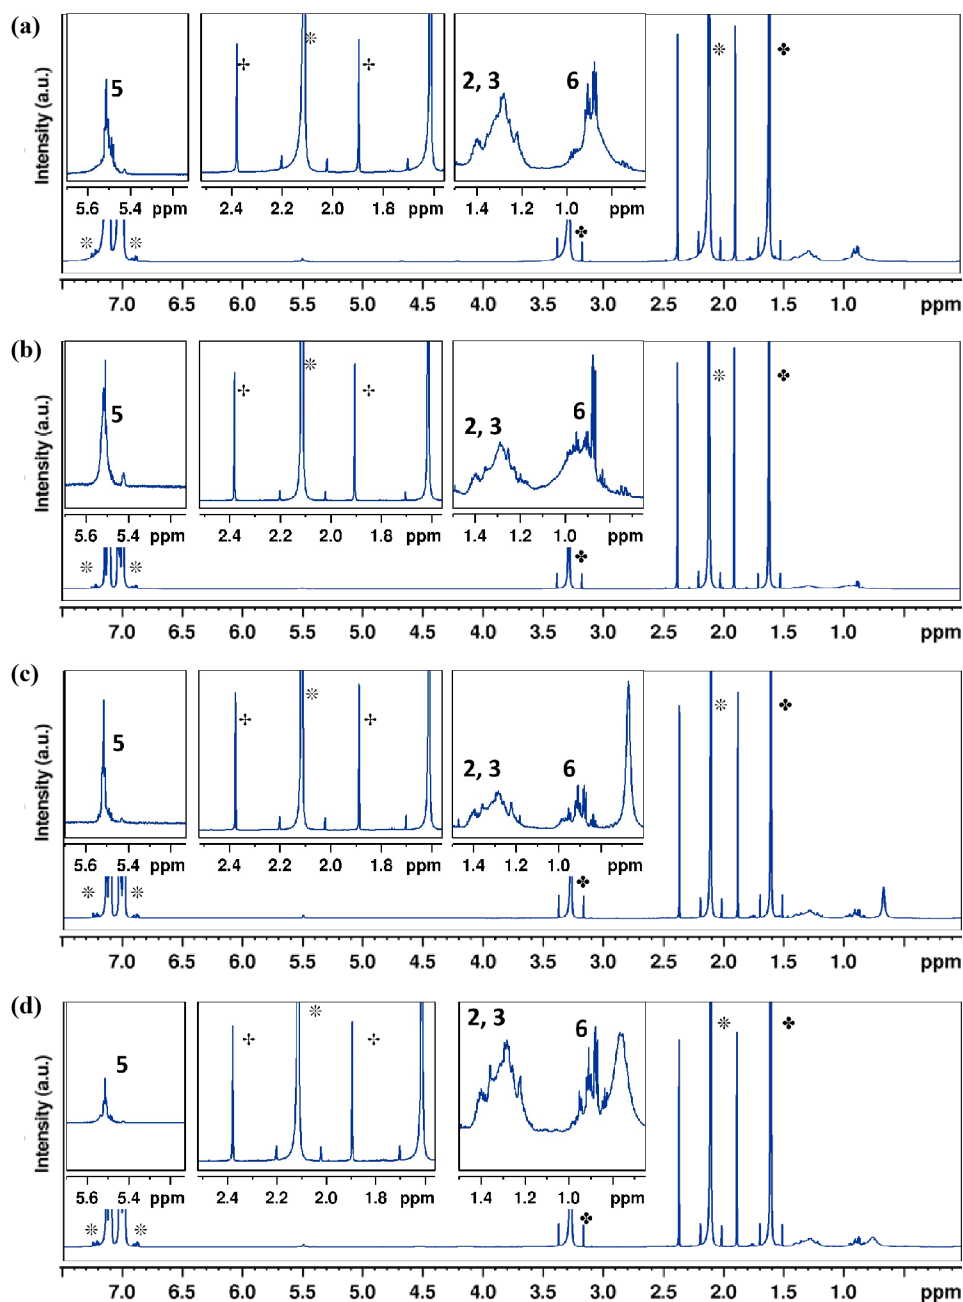 (a)
Intensity (a.u.)
5
※
✢
✢
2, 3
6
※
✤
5.6 5.4 ppm
2.4 2.2 2.0 1.8 ppm
1.4 1.2 1.0 ppm
※ ※
✤
7.0 6.5 6.0 5.5 5.0 4.5 4.0 3.5 3.0 2.5 2.0 1.5 1.0 ppm
(b)
Intensity (a.u.)
5
※
✢
✢
2, 3
6
※
✤
5.6 5.4 ppm
2.4 2.2 2.0 1.8 ppm
1.4 1.2 1.0 ppm
※ ※
✤
7.0 6.5 6.0 5.5 5.0 4.5 4.0 3.5 3.0 2.5 2.0 1.5 1.0 ppm
(c)
Intensity (a.u.)
5
※
✢
✢
2, 3
6
※
✤
5.6 5.4 ppm
2.4 2.2 2.0 1.8 ppm
1.4 1.2 1.0 ppm
※ ※
✤
7.0 6.5 6.0 5.5 5.0 4.5 4.0 3.5 3.0 2.5 2.0 1.5 1.0 ppm
(d)
Intensity (a.u.)
5
※
✢
✢
2, 3
6
※
✤
5.6 5.4 ppm
2.4 2.2 2.0 1.8 ppm
1.4 1.2 1.0 ppm
※ ※
✤
7.0 6.5 6.0 5.5 5.0 4.5 4.0 3.5 3.0 2.5 2.0 1.5 1.0 ppm